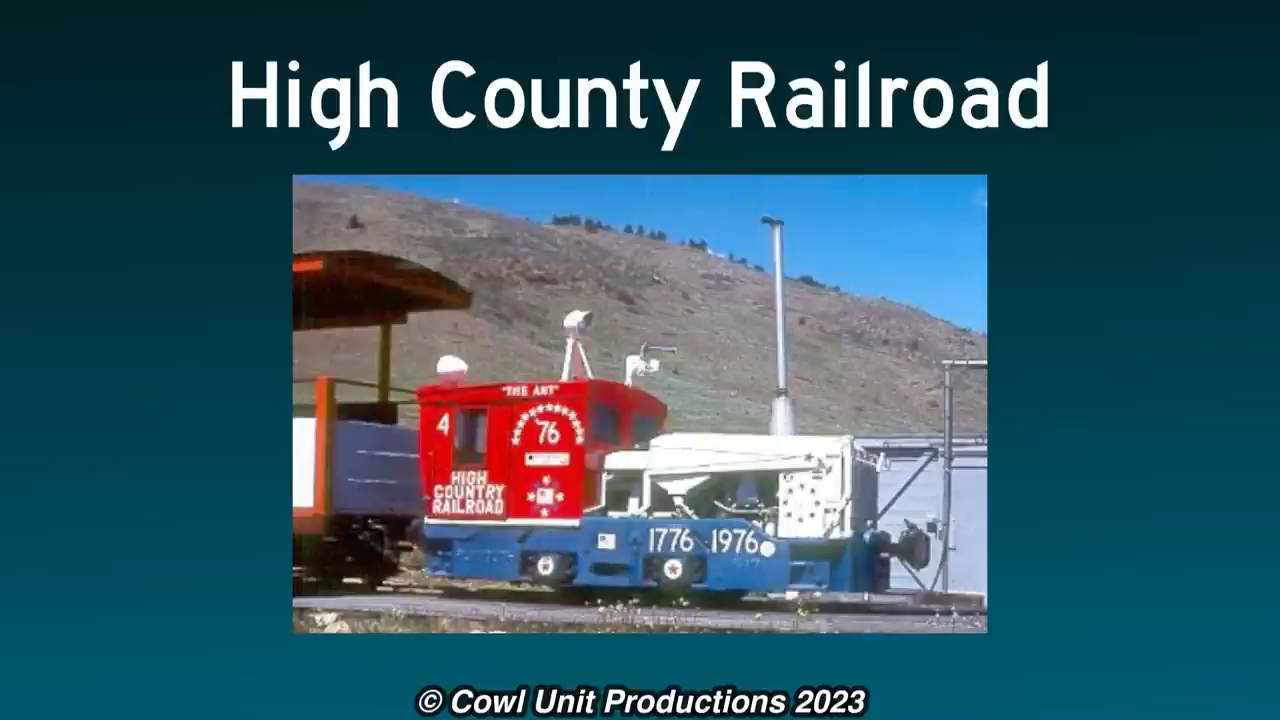 High County Railroad
"THE ANT"
4
'76
HIGH
COUNTRY
RAILROAD
1776 1976
© Cowl Unit Productions 2023